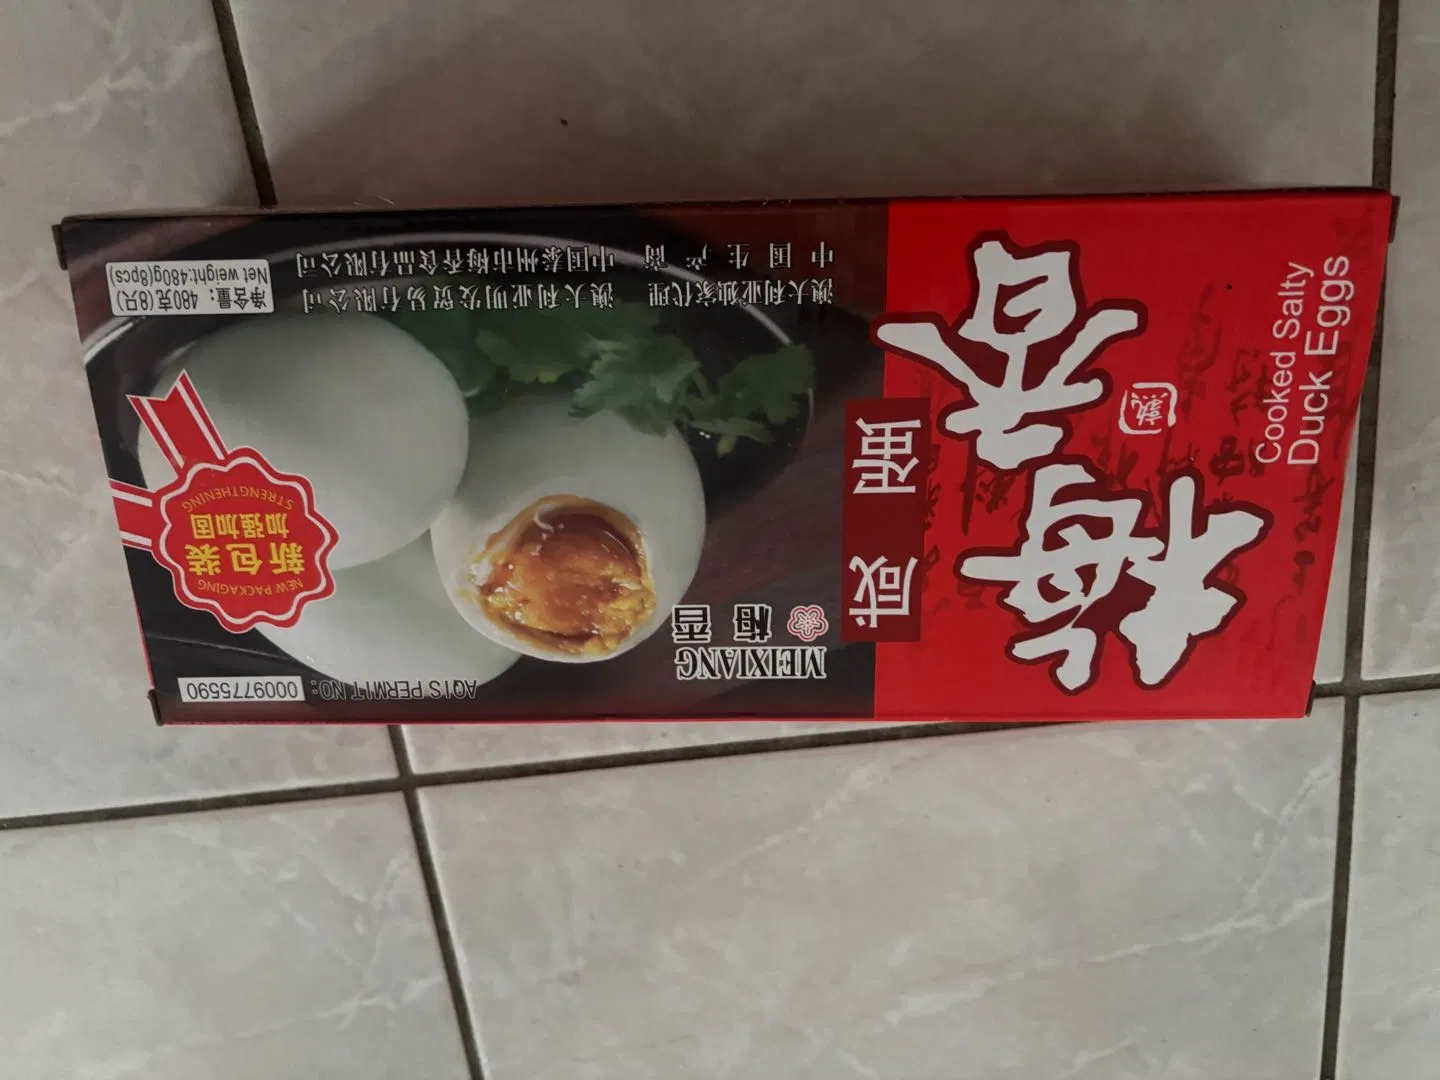 梅香
熟
咸蛋
Cooked Salty
Duck Eggs
MEIXIANG
梅香
AQIS PERMIT NO: 0009775590
NEW PACKAGING
新包装
加强加固
STRENGTHENING
澳大利亚独家代理 澳大利亚明发贸易有限公司
中国生产商 中国泰州市梅香食品有限公司
净含量：480克(8只)
Net weight:480g(8pcs)